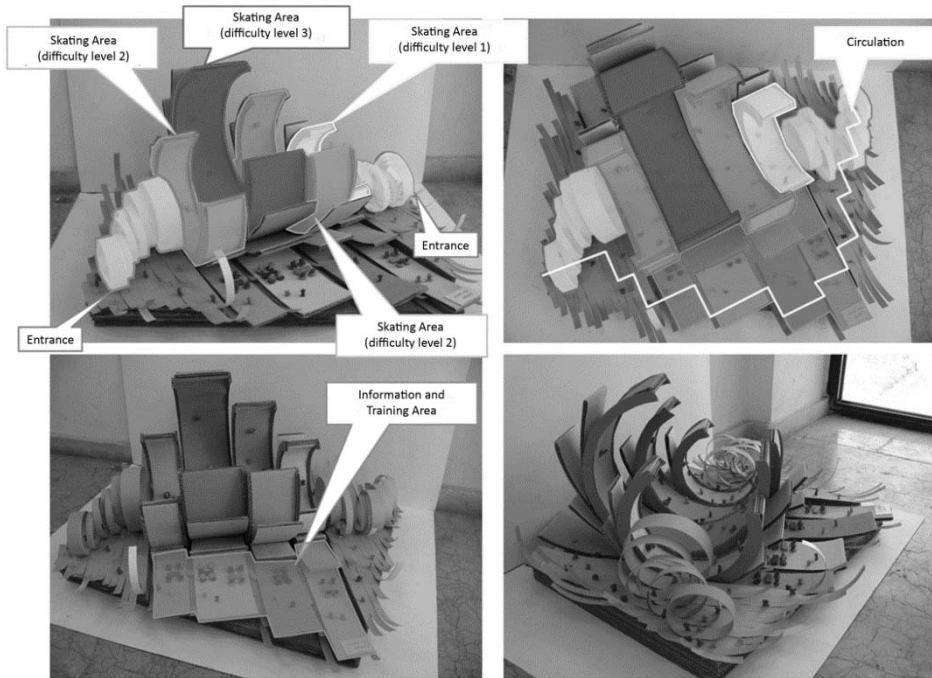 Skating Area
(difficulty level 3)
Skating Area
(difficulty level 2)
Skating Area
(difficulty level 1)
Circulation
Entrance
Entrance
Skating Area
(difficulty level 2)
Information and
Training Area